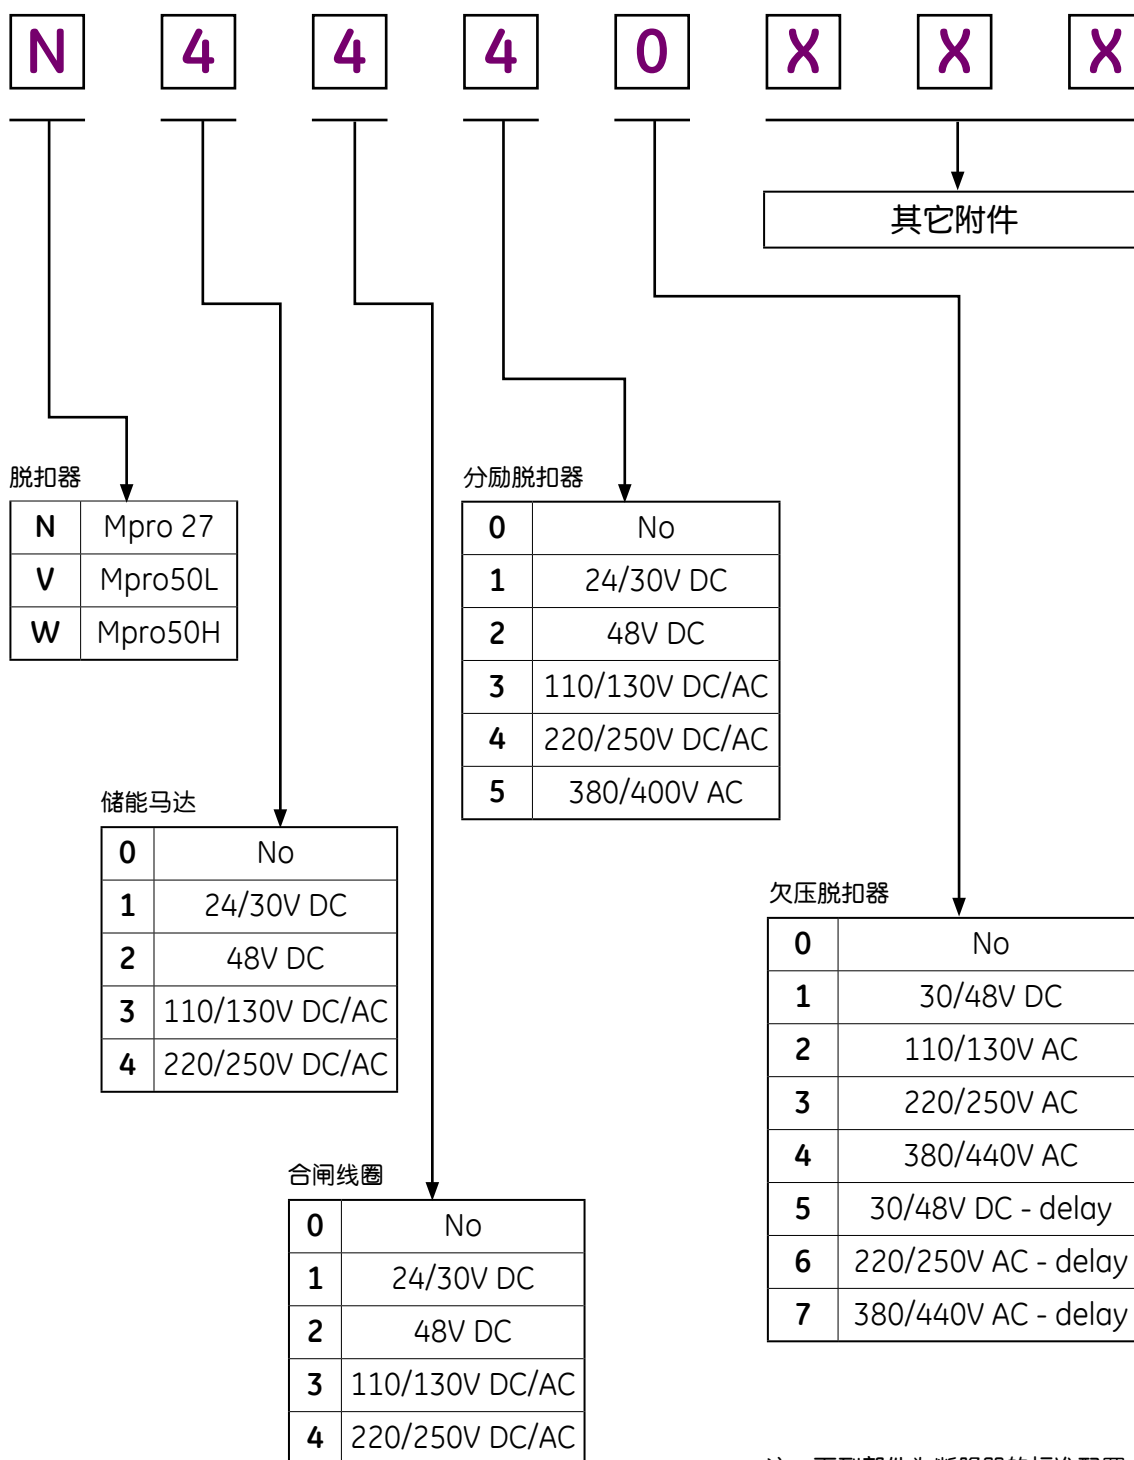 N 4 4 4 0 X X X
其它附件
脱扣器
N Mpro 27
V Mpro50L
W Mpro50H
分励脱扣器
0 No
1 24/30V DC
2 48V DC
3 110/130V DC/AC
4 220/250V DC/AC
5 380/400V AC
储能马达
0 No
1 24/30V DC
2 48V DC
3 110/130V DC/AC
4 220/250V DC/AC
欠压脱扣器
0 No
1 30/48V DC
2 110/130V AC
3 220/250V AC
4 380/440V AC
5 30/48V DC - delay
6 220/250V AC - delay
7 380/440V AC - delay
合闸线圈
0 No
1 24/30V DC
2 48V DC
3 110/130V DC/AC
4 220/250V DC/AC